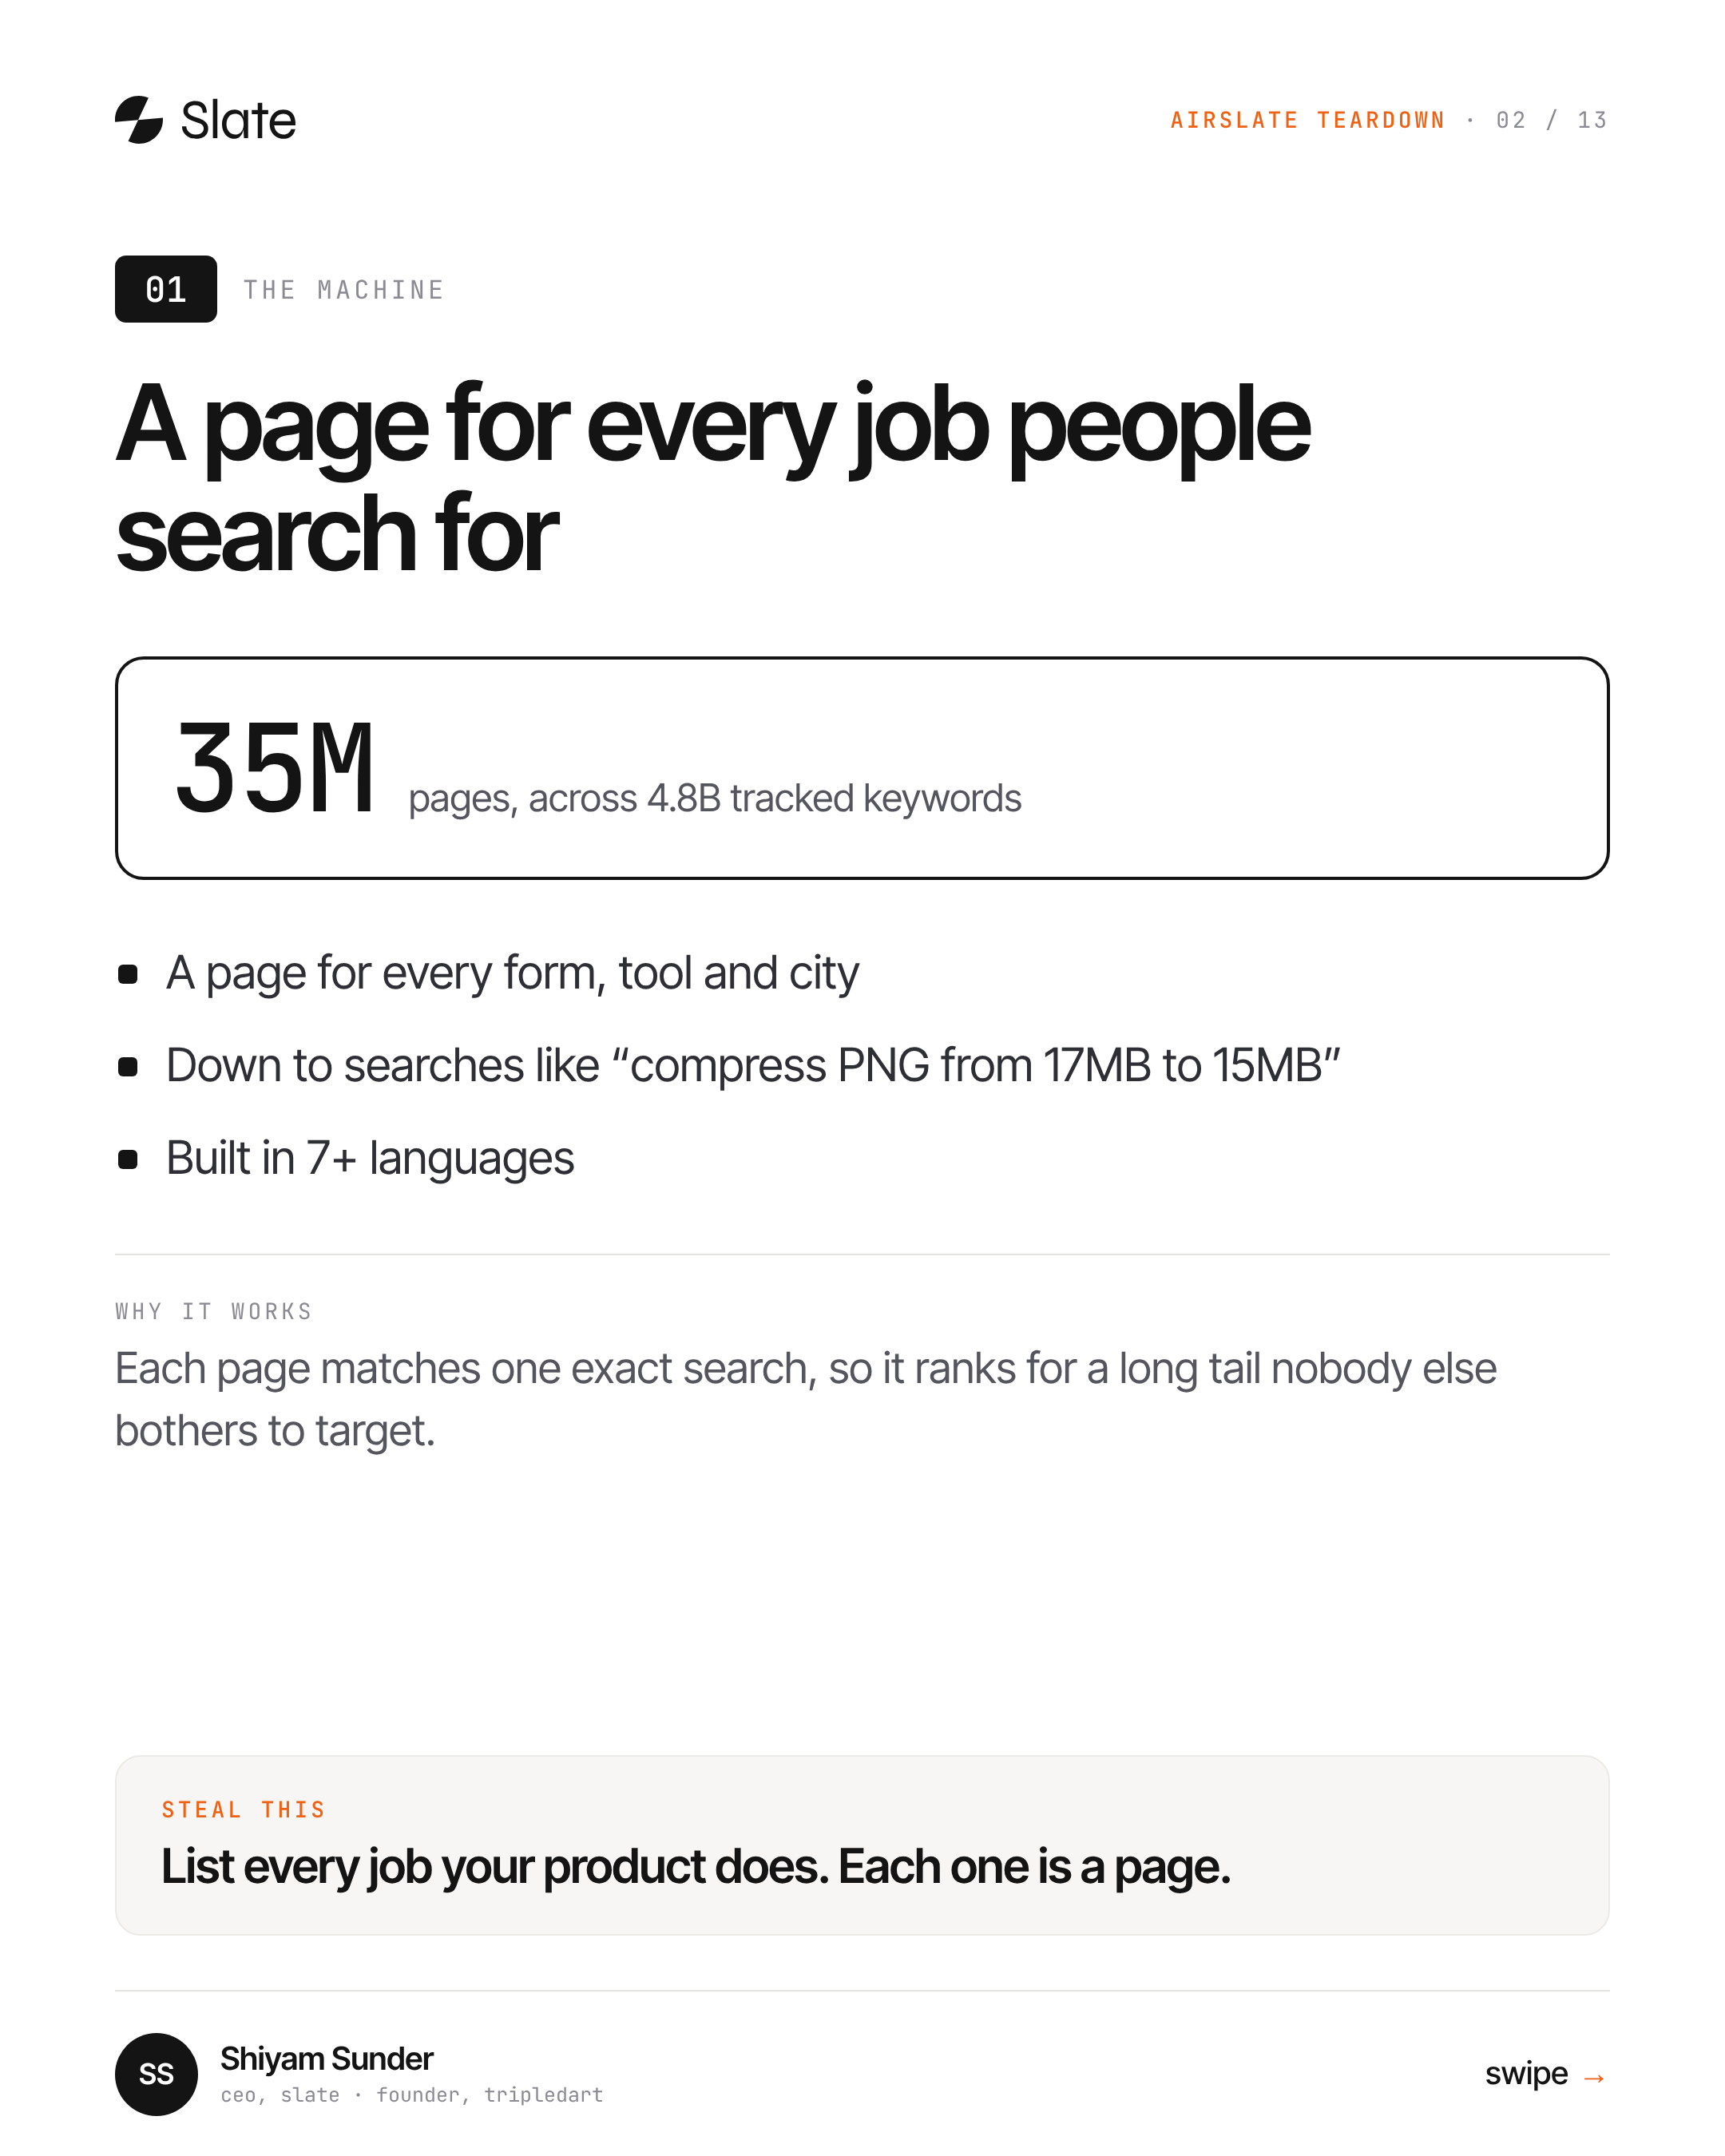 Slate
AIRSLATE TEARDOWN · 02 / 13
01 THE MACHINE
A page for every job people
search for
35M pages, across 4.8B tracked keywords
A page for every form, tool and city
Down to searches like “compress PNG from 17MB to 15MB”
Built in 7+ languages
WHY IT WORKS
Each page matches one exact search, so it ranks for a long tail nobody else
bothers to target.
STEAL THIS
List every job your product does. Each one is a page.
SS
Shiyam Sunder
ceo, slate · founder, tripledart
swipe →